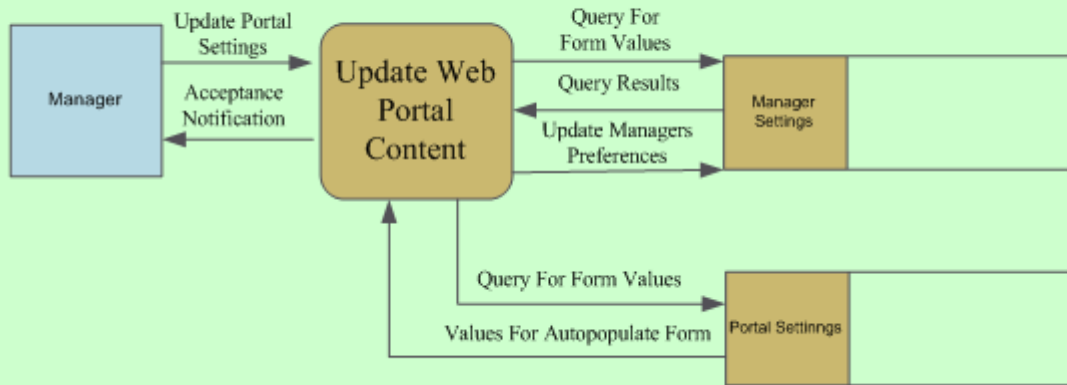 Update Portal
Settings
Manager
Acceptance
Notification
Update Web
Portal
Content
Query For
Form Values
Query Results
Update Managers
Preferences
Manager
Settings
Query For Form Values
Values For Autopopulate Form
Portal Settinngs